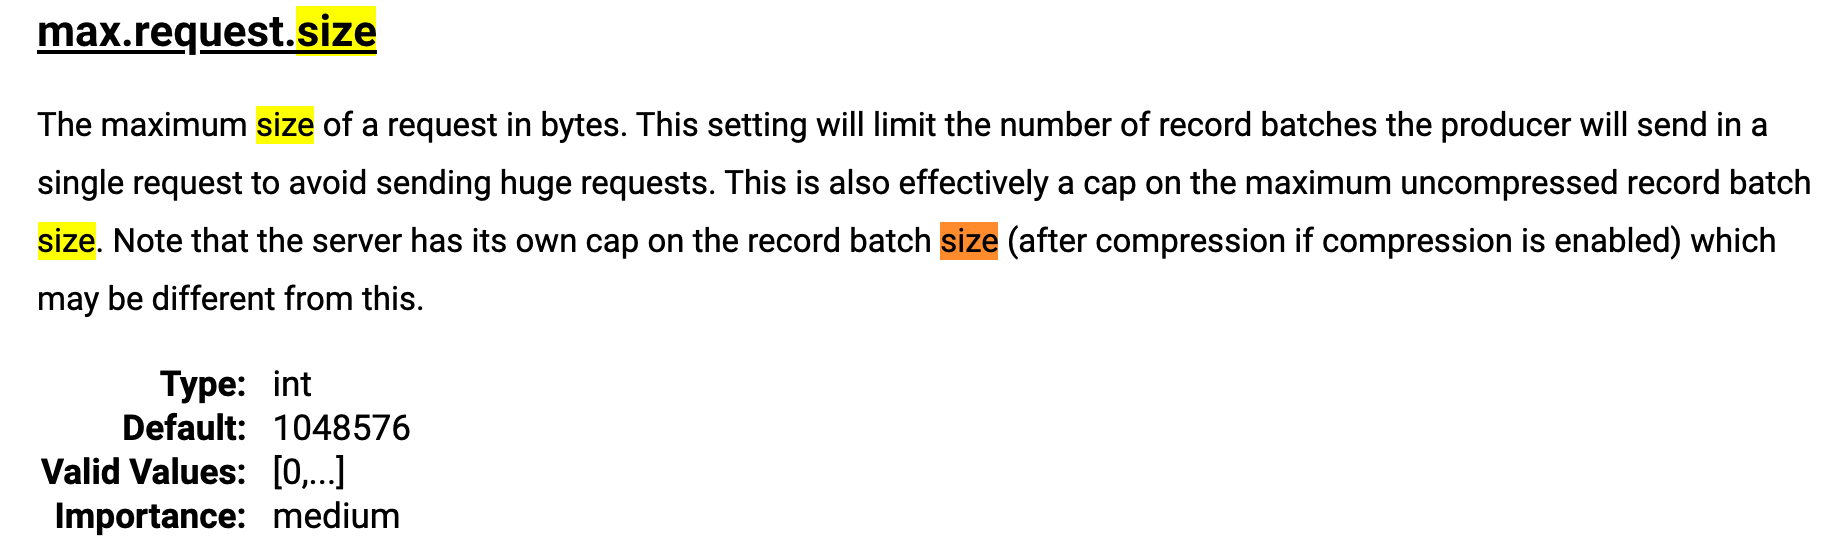 max.request.size
The maximum size of a request in bytes. This setting will limit the number of record batches the producer will send in a
single request to avoid sending huge requests. This is also effectively a cap on the maximum uncompressed record batch
size. Note that the server has its own cap on the record batch size (after compression if compression is enabled) which
may be different from this.
Type: int
Default: 1048576
Valid Values: [0,...]
Importance: medium